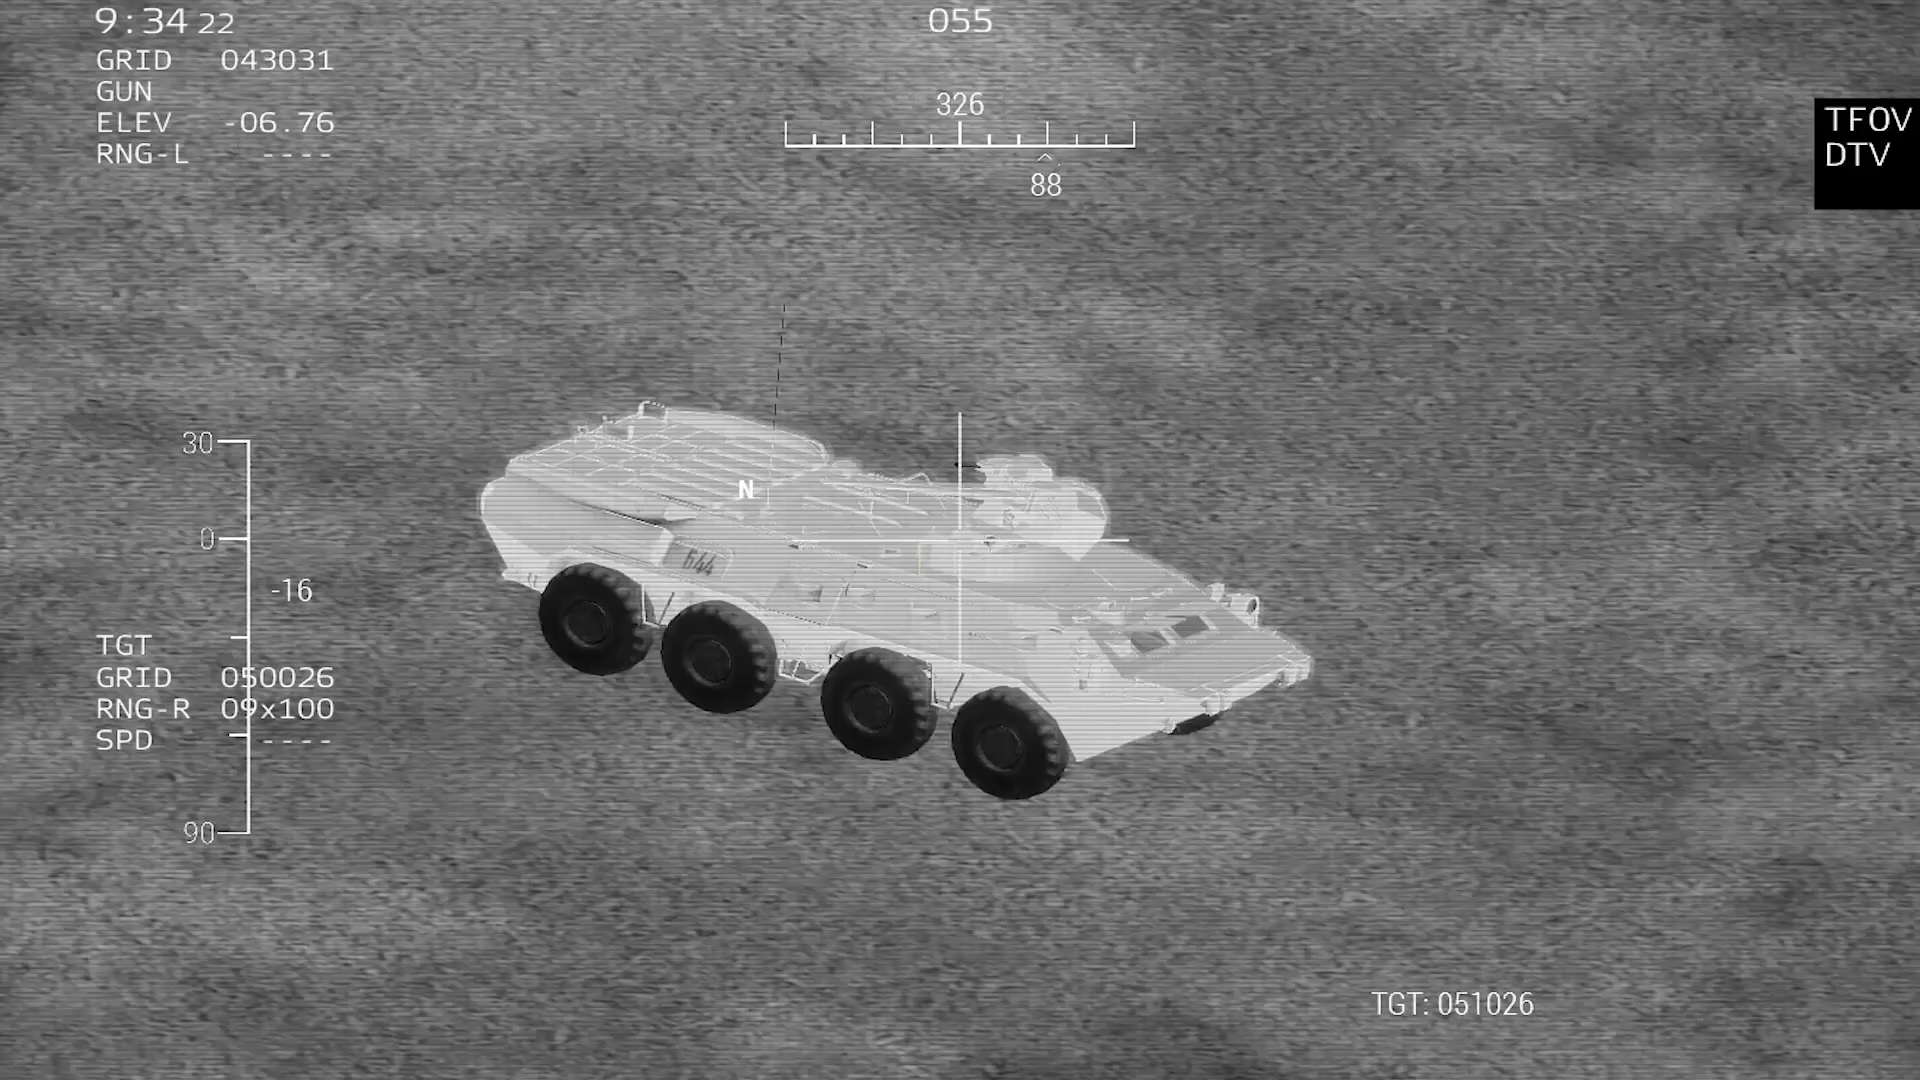 9:34 22
GRID 043031
GUN
ELEV -06.76
RNG-L ----
055
326
88
TFOV
DTV
30
0
-16
90
N
644
TGT
GRID 050026
RNG-R 09x100
SPD ----
TGT: 051026